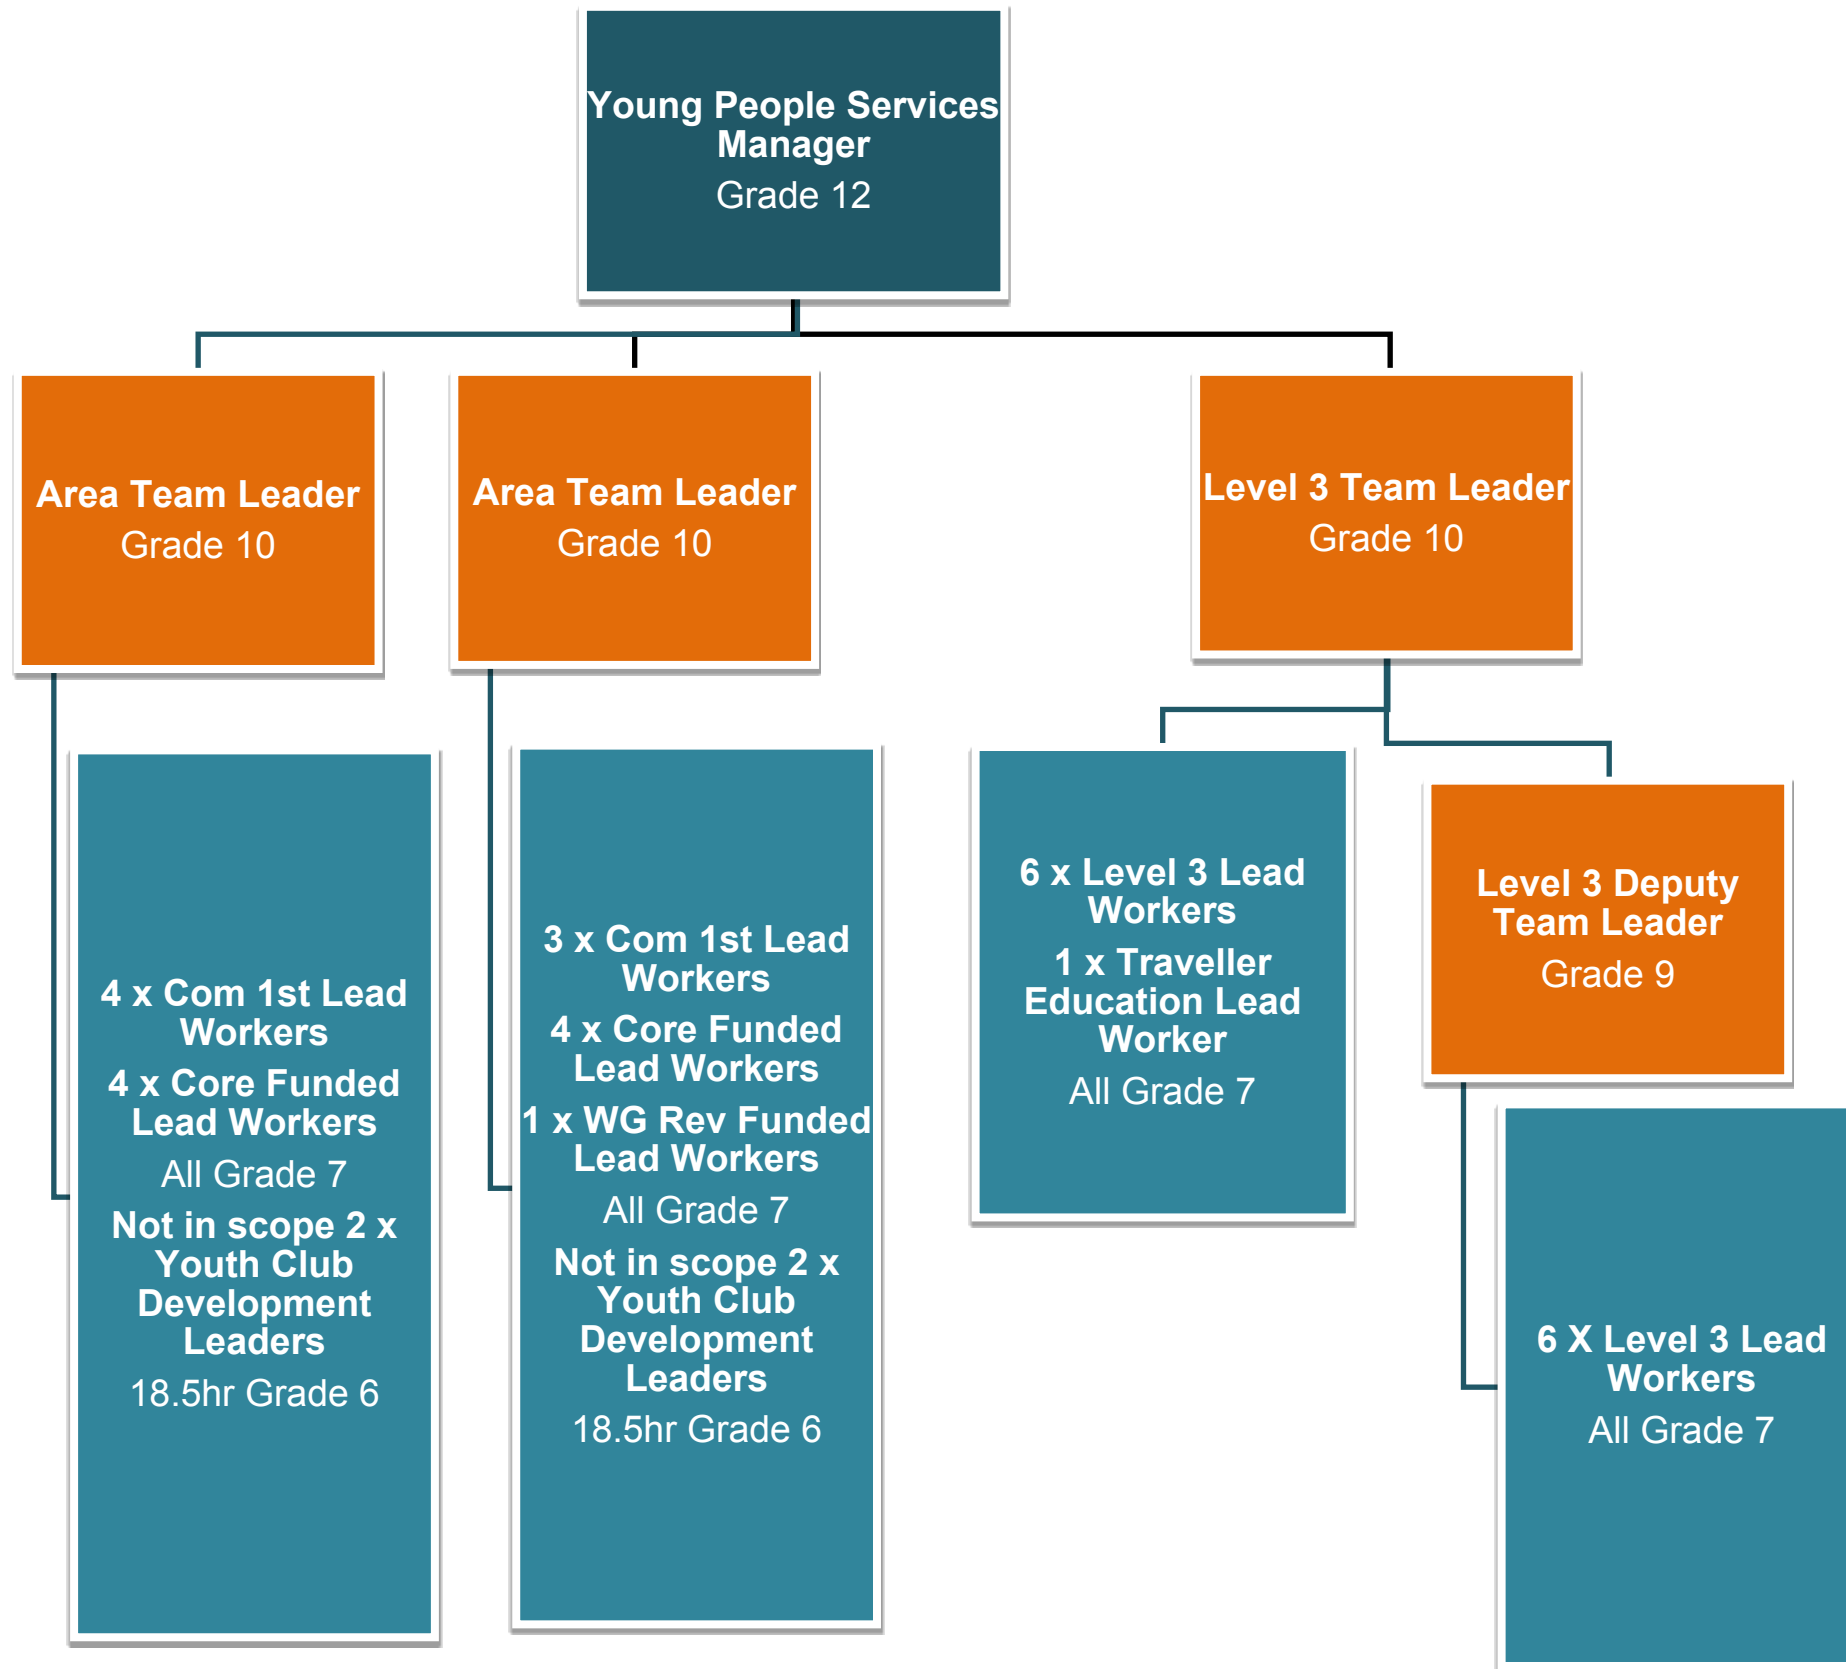 Young People Services
Manager
Grade 12
Area Team Leader
Grade 10
Area Team Leader
Grade 10
Level 3 Team Leader
Grade 10
4 x Com 1st Lead
Workers
4 x Core Funded
Lead Workers
All Grade 7
Not in scope 2 x
Youth Club
Development
Leaders
18.5hr Grade 6
3 x Com 1st Lead
Workers
4 x Core Funded
Lead Workers
1 x WG Rev Funded
Lead Workers
All Grade 7
Not in scope 2 x
Youth Club
Development
Leaders
18.5hr Grade 6
6 x Level 3 Lead
Workers
1 x Traveller
Education Lead
Worker
All Grade 7
Level 3 Deputy
Team Leader
Grade 9
6 X Level 3 Lead
Workers
All Grade 7